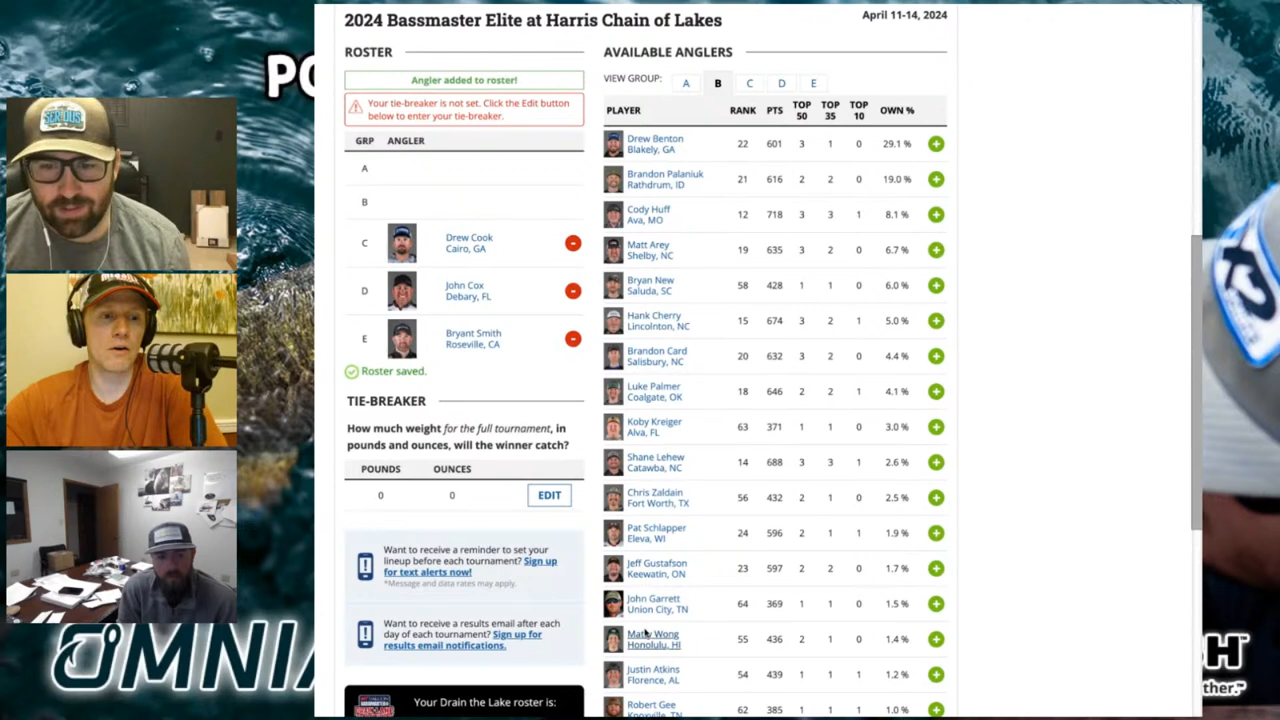 PO
SERIOUS
2024 Bassmaster Elite at Harris Chain of Lakes
April 11-14, 2024
ROSTER
Angler added to roster!
Your tie-breaker is not set. Click the Edit button
below to enter your tie-breaker.
GRP ANGLER
A
B
C Drew Cook
Cairo, GA
D John Cox
Debary, FL
E Bryant Smith
Roseville, CA
Roster saved.
TIE-BREAKER
How much weight for the full tournament, in
pounds and ounces, will the winner catch?
POUNDS OUNCES
0 0 EDIT
Want to receive a reminder to set your
lineup before each tournament? Sign up
for text alerts now!
*Message and data rates may apply.
Want to receive a results email after each
day of each tournament? Sign up for
results email notifications.
Your Drain the Lake roster is:
AVAILABLE ANGLERS
VIEW GROUP: A B C D E
PLAYER RANK PTS TOP 50 TOP 35 TOP 10 OWN %
Drew Benton 22 601 3 1 0 29.1 %
Blakely, GA
Brandon Palaniuk 21 616 2 2 0 19.0 %
Rathdrum, ID
Cody Huff 12 718 3 3 1 8.1 %
Ava, MO
Matt Arey 19 635 3 2 0 6.7 %
Shelby, NC
Bryan New 58 428 1 1 0 6.0 %
Saluda, SC
Hank Cherry 15 674 3 2 1 5.0 %
Lincolnton, NC
Brandon Card 20 632 3 2 0 4.4 %
Salisbury, NC
Luke Palmer 18 646 2 2 1 4.1 %
Coalgate, OK
Koby Kreiger 63 371 1 1 0 3.0 %
Alva, FL
Shane Lehew 14 688 3 3 1 2.6 %
Catawba, NC
Chris Zaldain 56 432 2 1 0 2.5 %
Fort Worth, TX
Pat Schlapper 24 596 2 1 1 1.9 %
Eleva, WI
Jeff Gustafson 23 597 2 2 0 1.7 %
Keewatin, ON
John Garrett 64 369 1 1 0 1.5 %
Union City, TN
Matty Wong 55 436 2 1 0 1.4 %
Honolulu, HI
Justin Atkins 54 439 1 1 1 1.2 %
Florence, AL
Robert Gee 62 385 1 1 1 1.0 %
Knoxville, TN
OMNIA
H™
ther.™